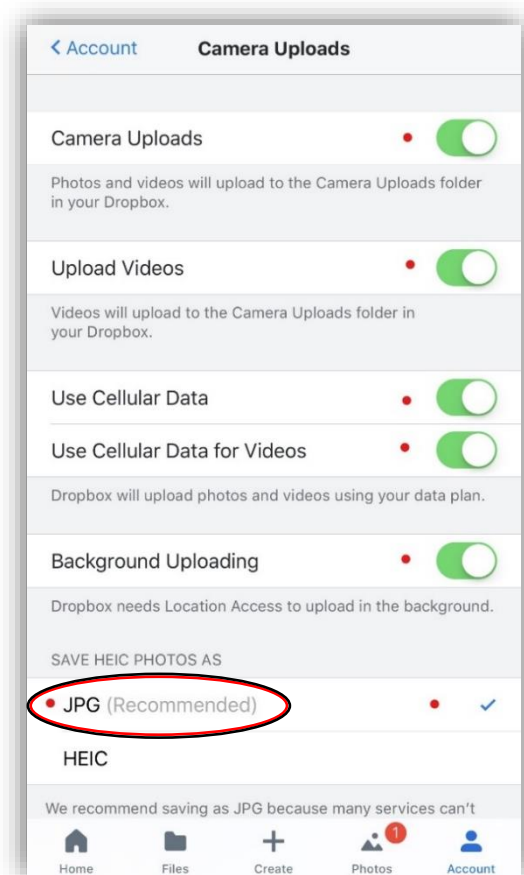 Account
Camera Uploads
Camera Uploads
Photos and videos will upload to the Camera Uploads folder
in your Dropbox.
Upload Videos
Videos will upload to the Camera Uploads folder in
your Dropbox.
Use Cellular Data
Use Cellular Data for Videos
Dropbox will upload photos and videos using your data plan.
Background Uploading
Dropbox needs Location Access to upload in the background.
SAVE HEIC PHOTOS AS
JPG (Recommended)
HEIC
We recommend saving as JPG because many services can't
1
Home Files Create Photos Account